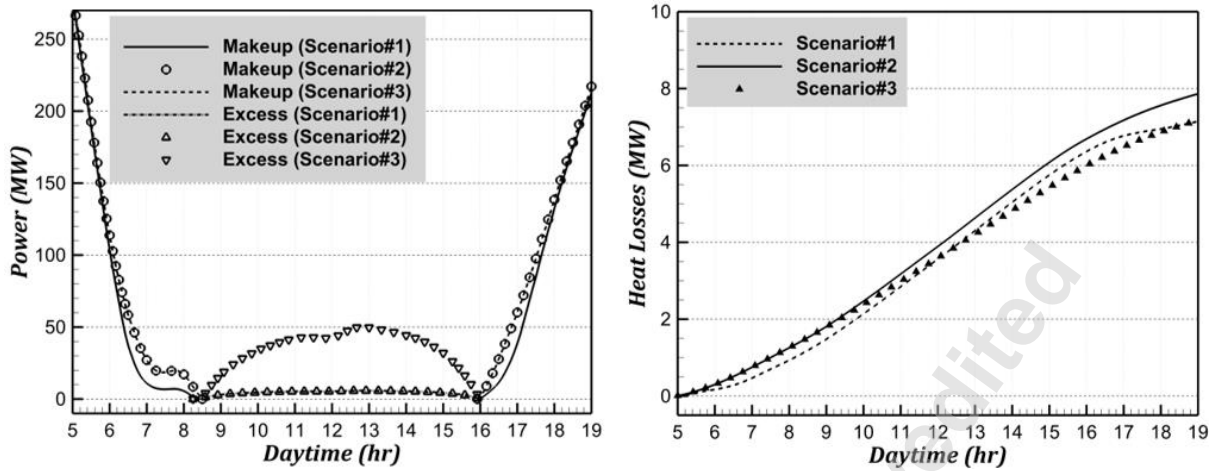 250
200
150
100
50
0
Power (MW)
Makeup (Scenario#1)
Makeup (Scenario#2)
Makeup (Scenario#3)
Excess (Scenario#1)
Excess (Scenario#2)
Excess (Scenario#3)
5 6 7 8 9 10 11 12 13 14 15 16 17 18 19
Daytime (hr)
10
8
6
4
2
0
Heat Losses (MW)
Scenario#1
Scenario#2
Scenario#3
5 6 7 8 9 10 11 12 13 14 15 16 17 18 19
Daytime (hr)
edited